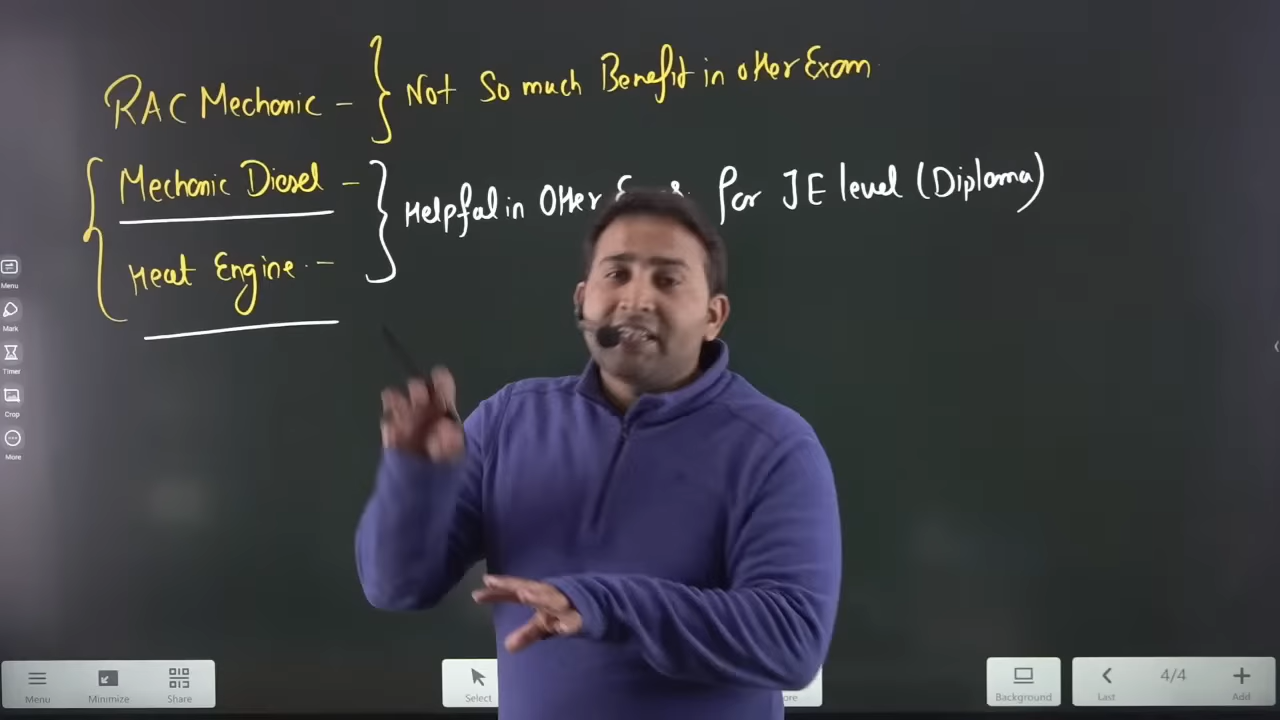 RAC Mechanic - } Not So much Benefit in other Exam
Mechanic Diesel -
Helpful in Other For JE level (Diploma)
Heat Engine -
Menu
Mark
Timer
Crop
More
Menu
Minimize
Share
Select
Background
Last
4/4
Add